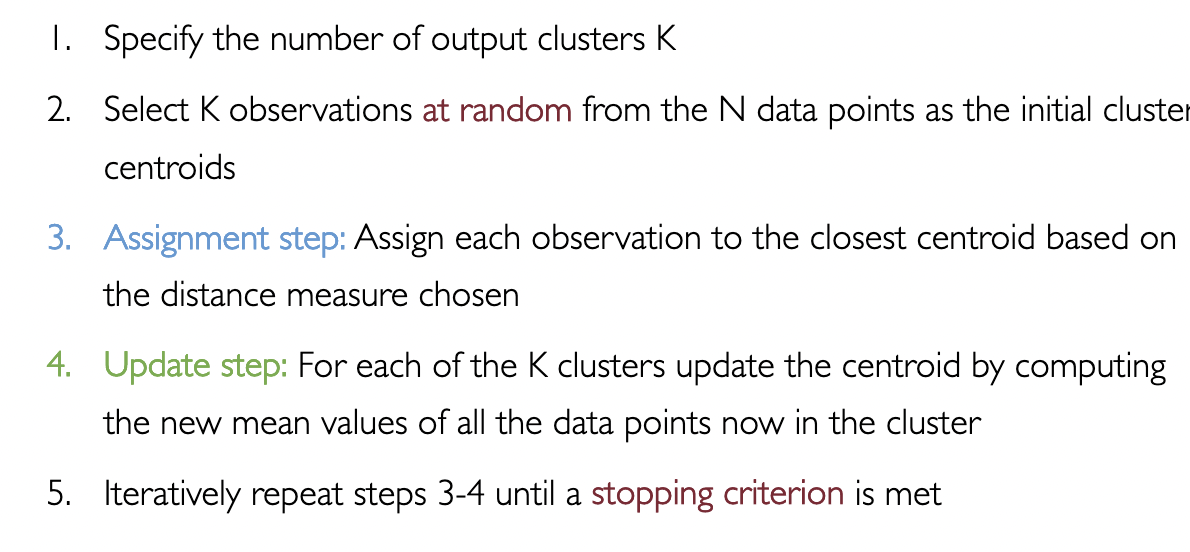 1. Specify the number of output clusters K
2. Select K observations at random from the N data points as the initial cluster
centroids
3. Assignment step: Assign each observation to the closest centroid based on
the distance measure chosen
4. Update step: For each of the K clusters update the centroid by computing
the new mean values of all the data points now in the cluster
5. Iteratively repeat steps 3-4 until a stopping criterion is met